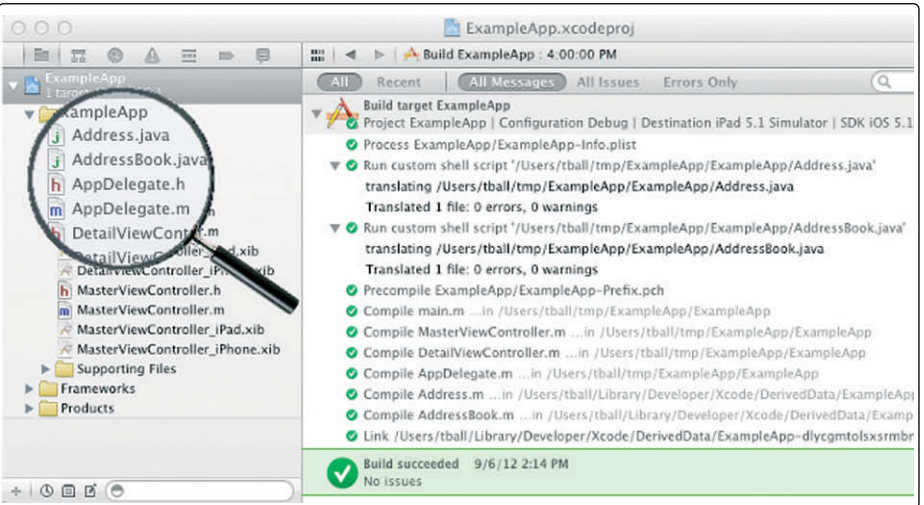 ExampleApp.xcodeproj
Build ExampleApp : 4:00:00 PM
ExampleApp
1 target
All Recent All Messages All Issues Errors Only
ExampleApp
Address.java
AddressBook.java
AppDelegate.h
AppDelegate.m
DetailViewCont
DetailViewController_iPhone.xib
MasterViewController.h
MasterViewController.m
MasterViewController_iPad.xib
MasterViewController_iPhone.xib
Supporting Files
Frameworks
Products
Build target ExampleApp
Project ExampleApp | Configuration Debug | Destination iPad 5.1 Simulator | SDK iOS 5.1
Process ExampleApp/ExampleApp-Info.plist
Run custom shell script '/Users/tball/tmp/ExampleApp/ExampleApp/Address.java'
translating /Users/tball/tmp/ExampleApp/ExampleApp/Address.java
Translated 1 file: 0 errors, 0 warnings
Run custom shell script '/Users/tball/tmp/ExampleApp/ExampleApp/AddressBook.java'
translating /Users/tball/tmp/ExampleApp/ExampleApp/AddressBook.java
Translated 1 file: 0 errors, 0 warnings
Precompile ExampleApp/ExampleApp-Prefix.pch
Compile main.m ...in /Users/tball/tmp/ExampleApp/ExampleApp
Compile MasterViewController.m ...in /Users/tball/tmp/ExampleApp/ExampleApp
Compile DetailViewController.m ...in /Users/tball/tmp/ExampleApp/ExampleApp
Compile AppDelegate.m ...in /Users/tball/tmp/ExampleApp/ExampleApp
Compile Address.m ...in /Users/tball/Library/Developer/Xcode/DerivedData/ExampleAp
Compile AddressBook.m ...in /Users/tball/Library/Developer/Xcode/DerivedData/Examp
Link /Users/tball/Library/Developer/Xcode/DerivedData/ExampleApp-dlycgmtolsxsrmbr
Build succeeded 9/6/12 2:14 PM
No issues